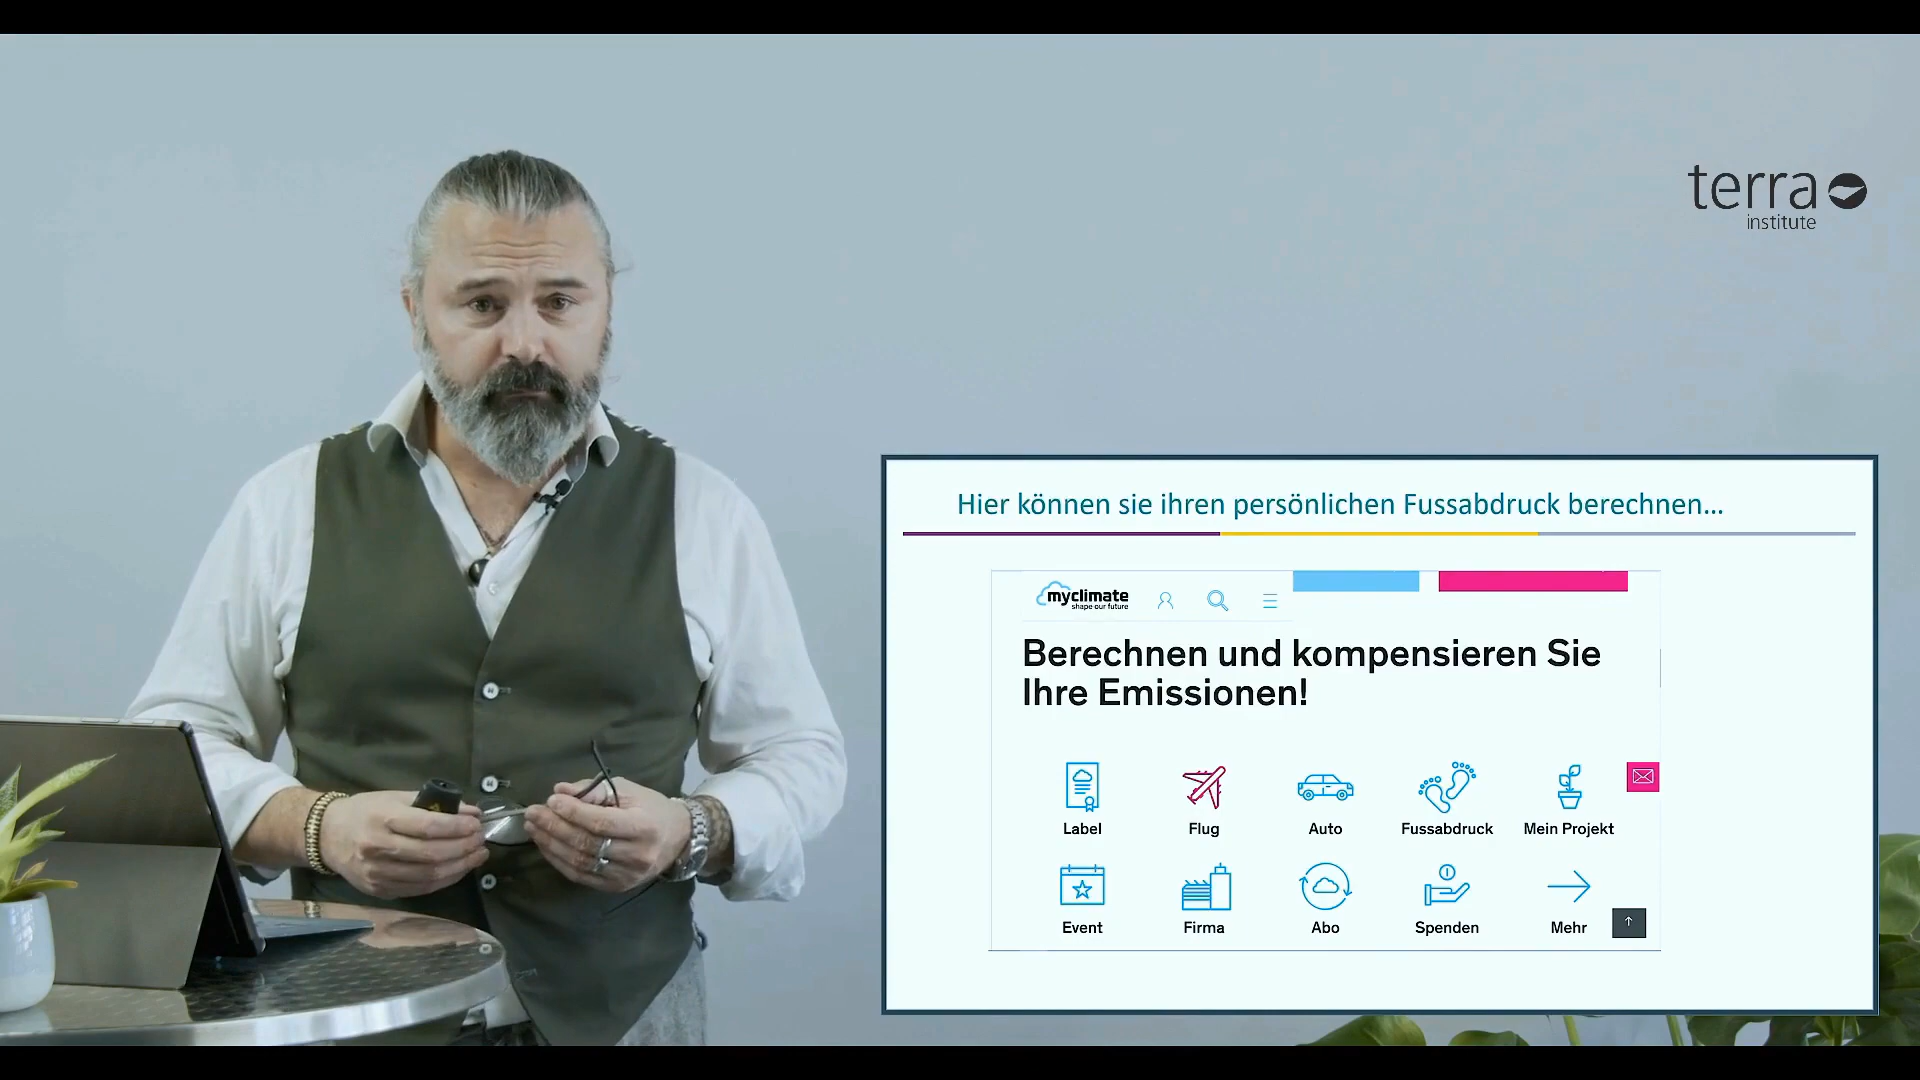 terra
institute
Hier können sie ihren persönlichen Fussabdruck berechnen...
myclimate
shape our future
Berechnen und kompensieren Sie
Ihre Emissionen!
Label Flug Auto Fussabdruck Mein Projekt
Event Firma Abo Spenden Mehr